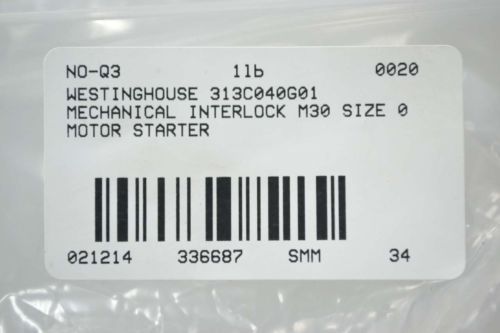 NO-Q3 1lb 0020
WESTINGHOUSE 313C040G01
MECHANICAL INTERLOCK M30 SIZE 0
MOTOR STARTER
021214 336687 SMM 34